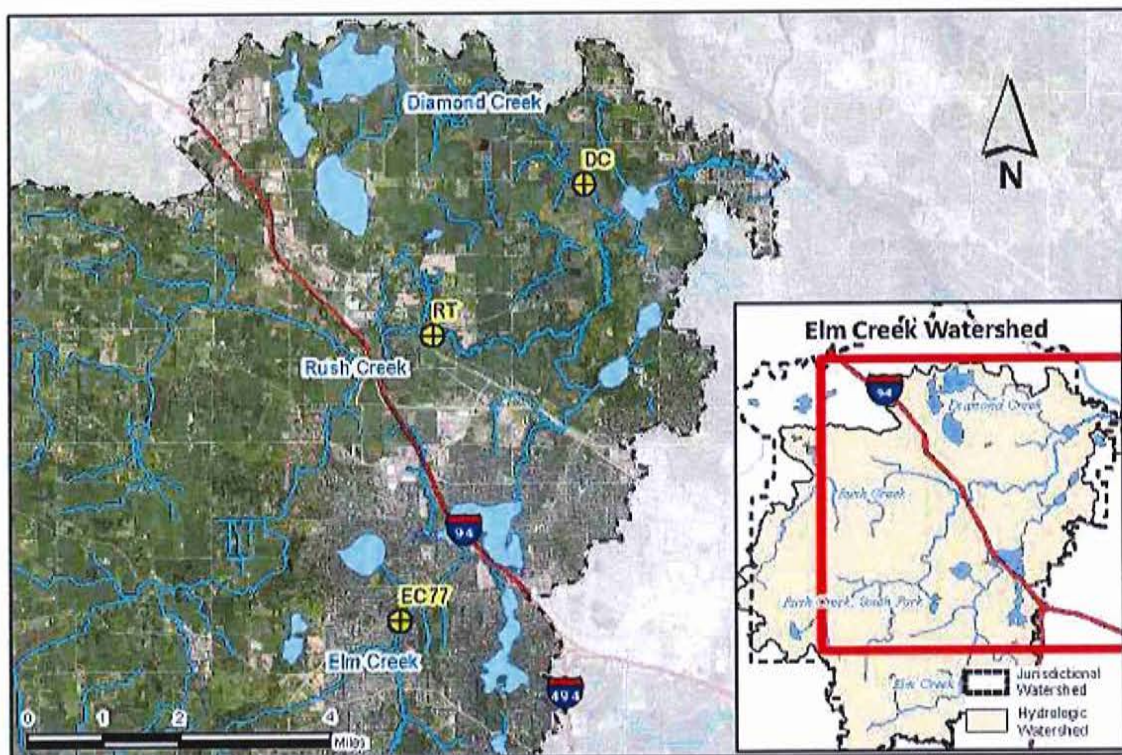 Diamond Creek
DC
N
RT
Rush Creek
94
EC77
Elm Creek
494
0 1 2 4
Miles
Elm Creek Watershed
94
Diamond Creek
Rush Creek
Rush Creek, South Fork
Elm Creek
Jurisdictional
Watershed
Hydrologic
Watershed